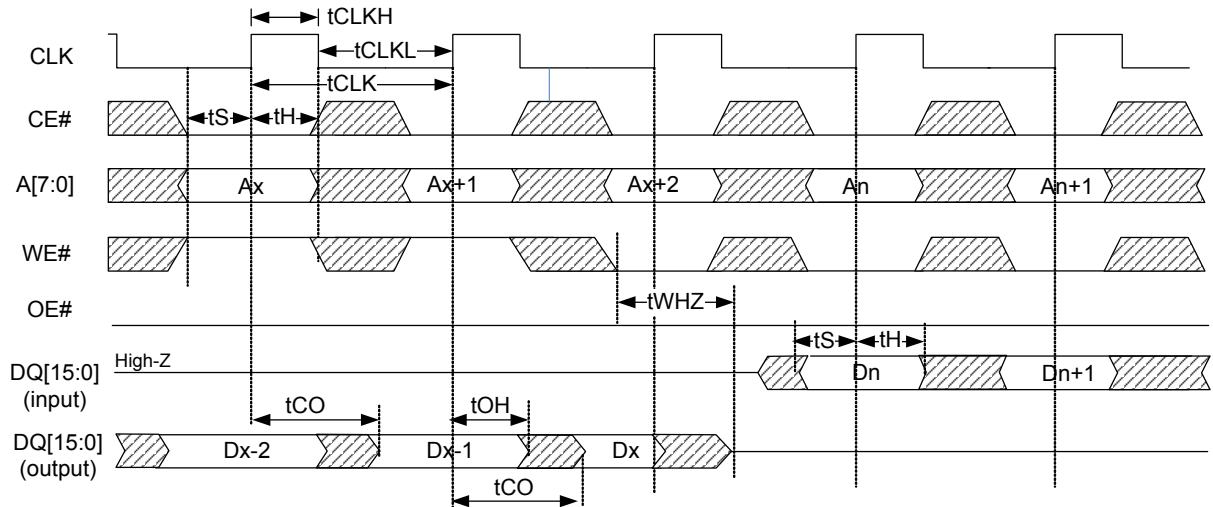 tCLKH
CLK
tCLKL
tCLK
CE#
tS
tH
A[7:0]
Ax
Ax+1
Ax+2
An
An+1
WE#
OE#
tWHZ
tS
tH
DQ[15:0]
(input)
High-Z
Dn
Dn+1
tCO
tOH
DQ[15:0]
(output)
Dx-2
Dx-1
Dx
tCO